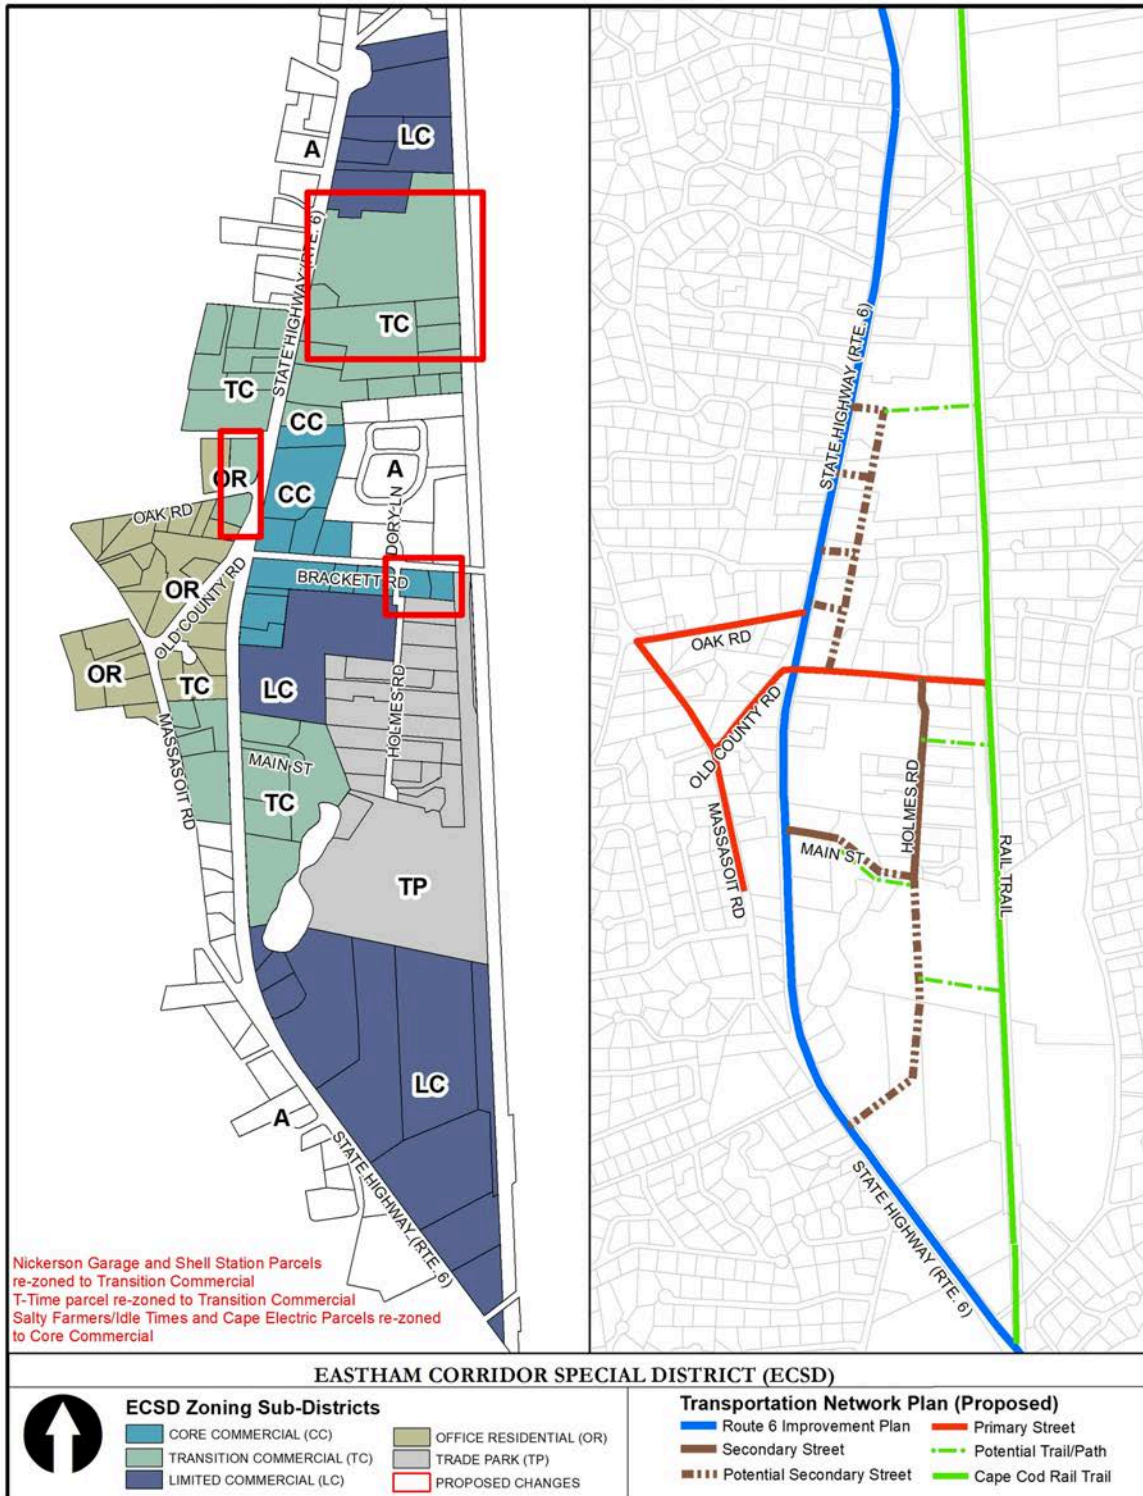 LC
A
STATE HIGHWAY (RTE. 6)
TC
TC
CC
OR
CC
A
OAK RD
DORY LN
BRACKETT RD
OR
OLD COUNTY RD
OR
TC
LC
HOLMES RD
MASSASOIT RD
MAIN ST
TC
TP
LC
A
STATE HIGHWAY (RTE. 6)
Nickerson Garage and Shell Station Parcels
re-zoned to Transition Commercial
T-Time parcel re-zoned to Transition Commercial
Salty Farmers/Idle Times and Cape Electric Parcels re-zoned
to Core Commercial
STATE HIGHWAY (RTE. 6)
OAK RD
OLD COUNTY RD
MASSASOIT RD
HOLMES RD
MAIN ST
RAIL TRAIL
STATE HIGHWAY (RTE. 6)
EASTHAM CORRIDOR SPECIAL DISTRICT (ECSD)
ECSD Zoning Sub-Districts
CORE COMMERCIAL (CC)
TRANSITION COMMERCIAL (TC)
LIMITED COMMERCIAL (LC)
OFFICE RESIDENTIAL (OR)
TRADE PARK (TP)
PROPOSED CHANGES
Transportation Network Plan (Proposed)
Route 6 Improvement Plan
Secondary Street
Potential Secondary Street
Primary Street
Potential Trail/Path
Cape Cod Rail Trail